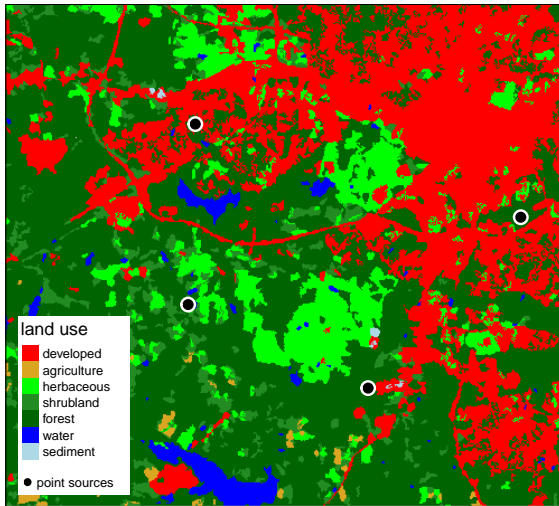 land use
developed
agriculture
herbaceous
shrubland
forest
water
sediment
point sources